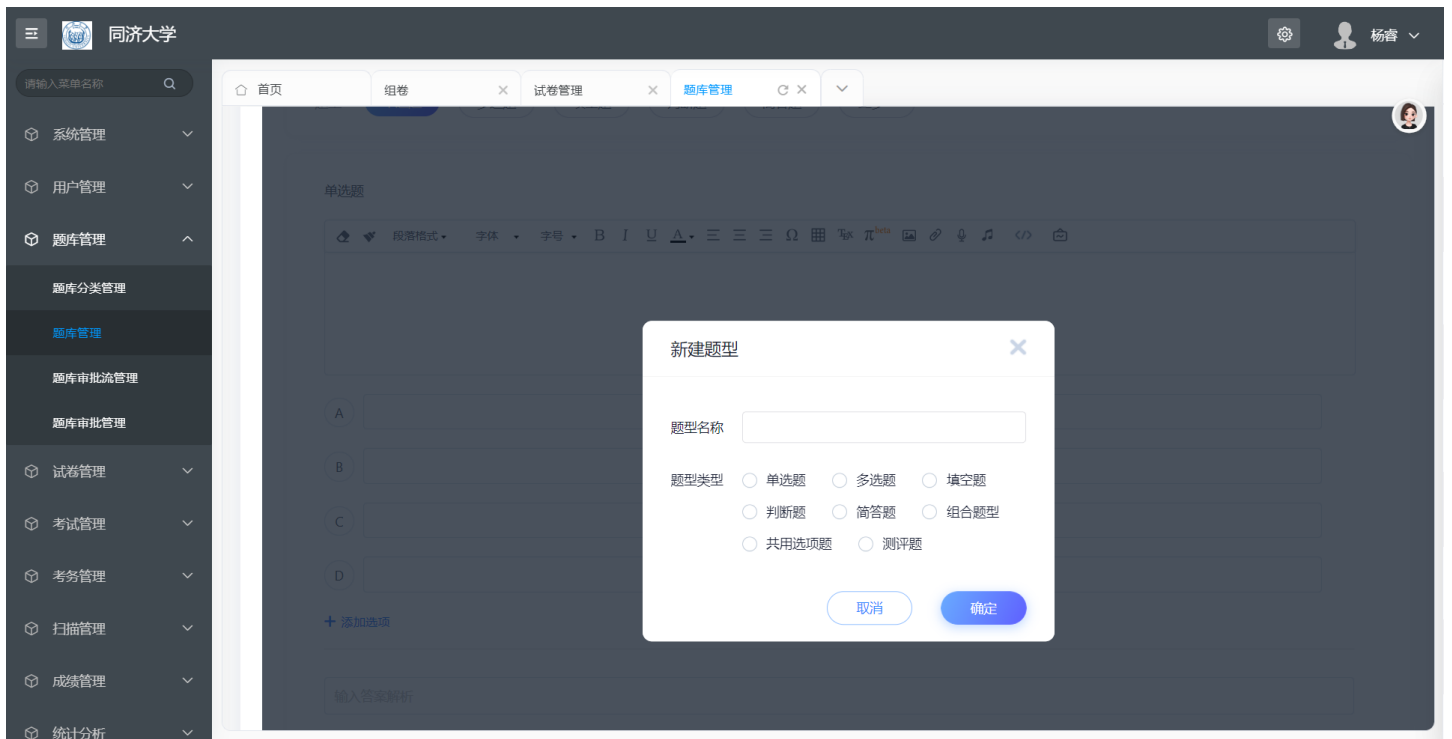 同济大学
杨睿
请输入菜单名称
首页
组卷
试卷管理
题库管理
系统管理
用户管理
题库管理
题库分类管理
题库管理
题库审批流管理
题库审批管理
试卷管理
考试管理
考务管理
扫描管理
成绩管理
统计分析
单选题
段落格式 字体 字号 B I U A Ω TEX π beta </>
A
B
C
D
添加选项
输入答案解析
新建题型
题型名称
题型类型 单选题 多选题 填空题
判断题 简答题 组合题型
共用选项题 测评题
取消 确定